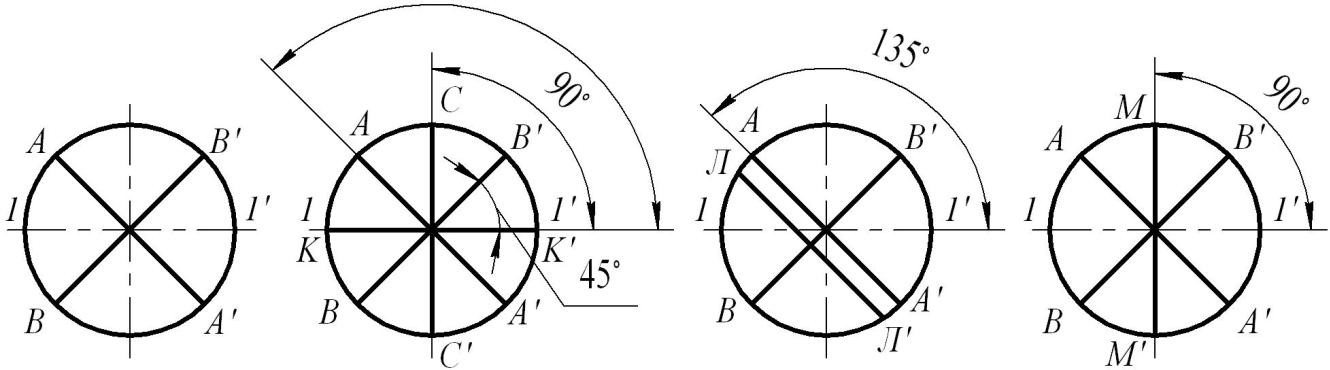 A B' 1 1' B A'
90° C A B' 1 1' K K' 45° B A' C'
135° A B' Л 1 1' B A' Л'
90° M A B' 1 1' B A' M'